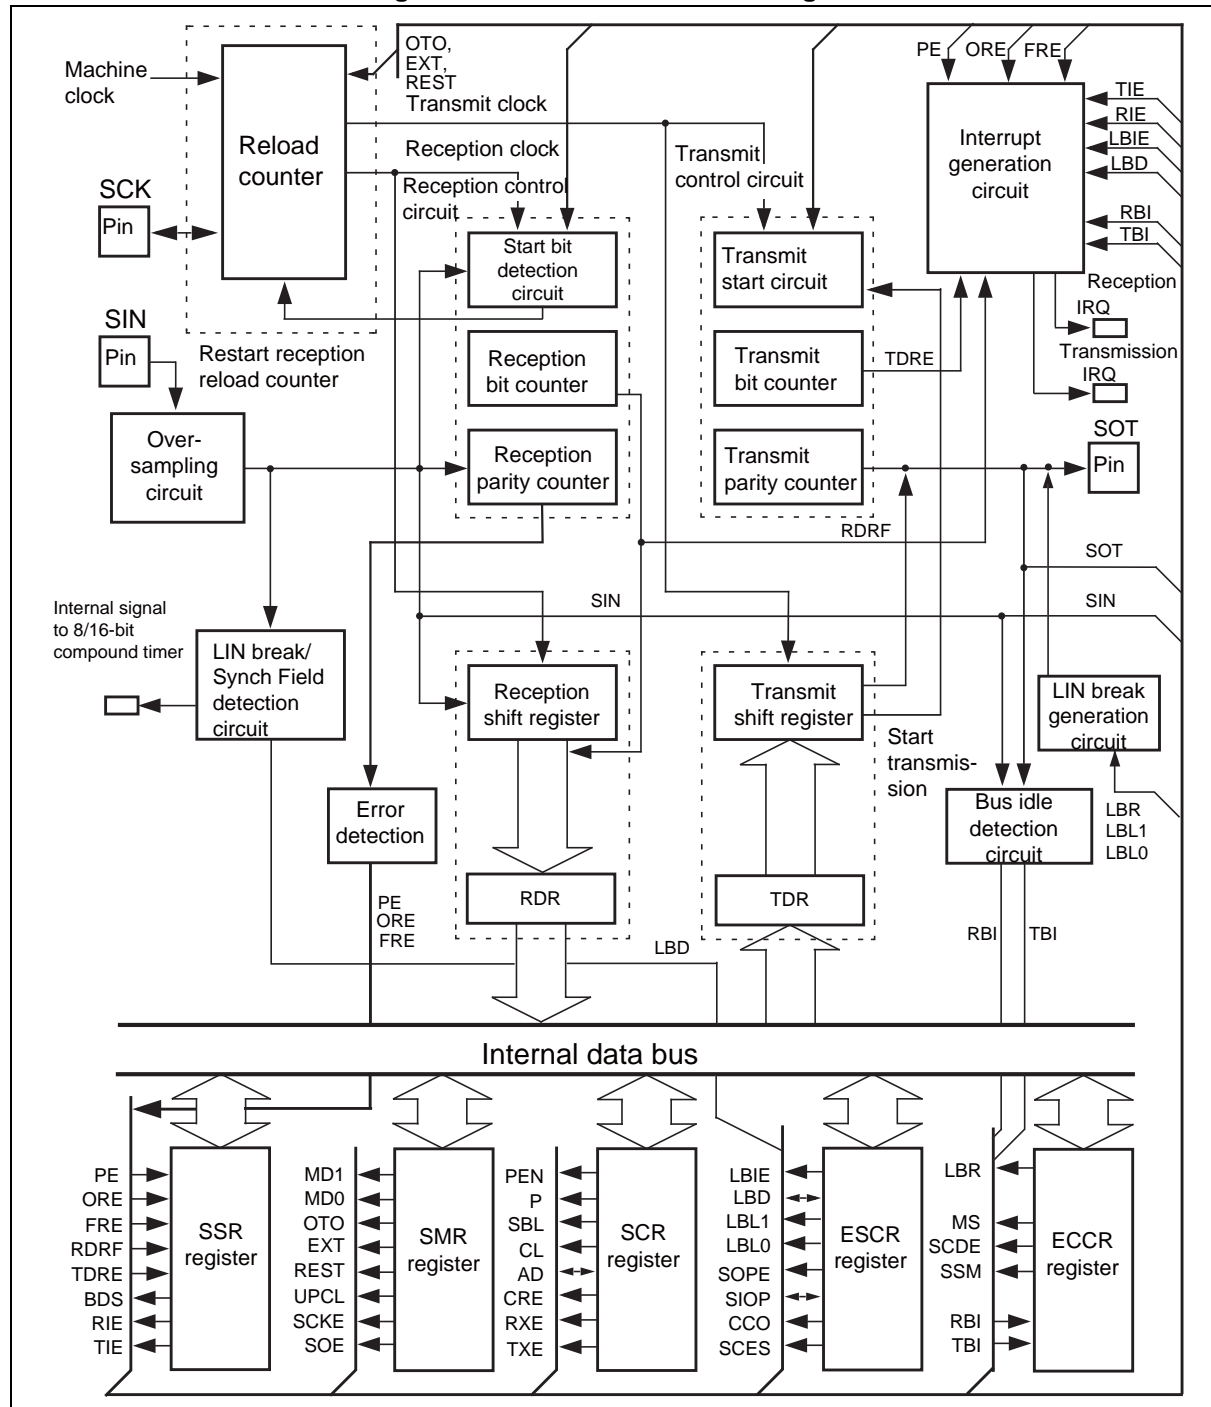 OTO,
EXT,
REST
Machine
clock
Reload
counter
Transmit clock
Reception clock
Reception control
circuit
Transmit
control circuit
PE
ORE
FRE
Interrupt
generation
circuit
TIE
RIE
LBIE
LBD
RBI
TBI
SCK
Pin
Start bit
detection
circuit
Transmit
start circuit
Reception
IRQ
Transmission
IRQ
SIN
Pin
Restart reception
reload counter
Reception
bit counter
Transmit
bit counter
TDRE
Over-
sampling
circuit
Reception
parity counter
Transmit
parity counter
SOT
Pin
RDRF
SOT
SIN
SIN
Internal signal
to 8/16-bit
compound timer
LIN break/
Synch Field
detection
circuit
Reception
shift register
Transmit
shift register
Start
transmis-
sion
LIN break
generation
circuit
Error
detection
Bus idle
detection
circuit
LBR
LBL1
LBL0
RDR
TDR
PE
ORE
FRE
LBD
RBI
TBI
Internal data bus
PE
ORE
FRE
RDRF
TDRE
BDS
RIE
TIE
SSR
register
MD1
MD0
OTO
EXT
REST
UPCL
SCKE
SOE
SMR
register
PEN
P
SBL
CL
AD
CRE
RXE
TXE
SCR
register
LBIE
LBD
LBL1
LBL0
SOPE
SIOP
CCO
SCES
ESCR
register
LBR
MS
SCDE
SSM
RBI
TBI
ECCR
register